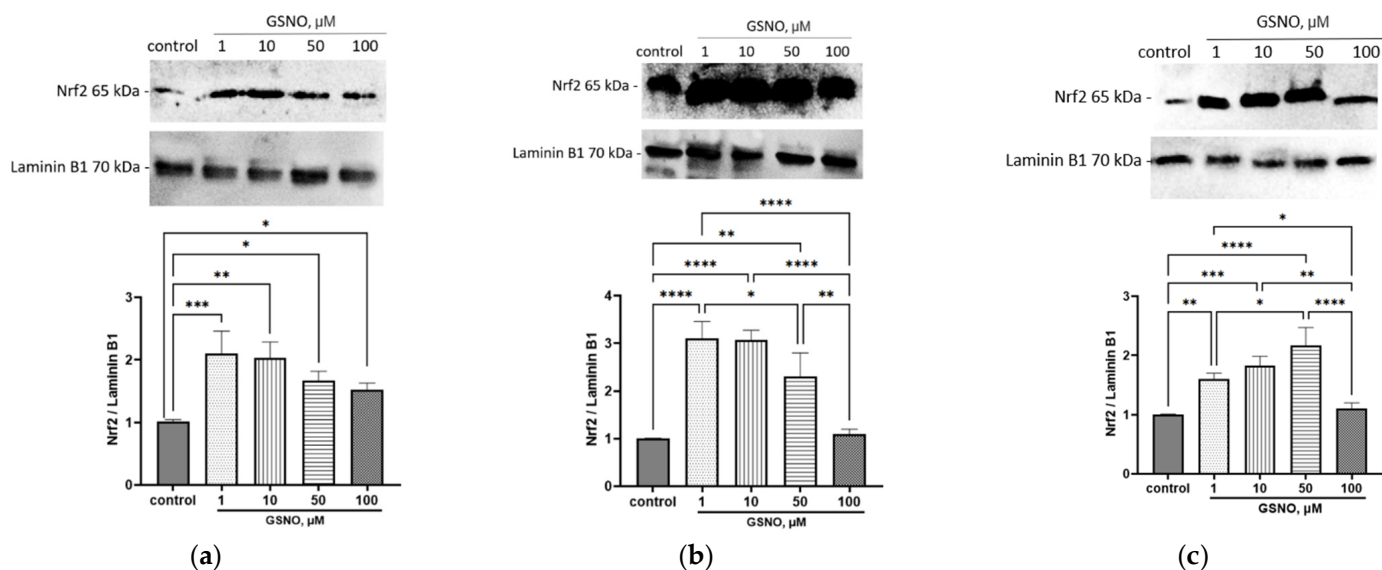 GSNO, µM
control 1 10 50 100
Nrf2 65 kDa -
Laminin B1 70 kDa -
*
*
**
***
3
2
1
0
Nrf2 / Laminin B1
control 1 10 50 100
GSNO, µM
(a)
GSNO, µM
control 1 10 50 100
Nrf2 65 kDa -
Laminin B1 70 kDa -
****
**
**** ****
**** * **
4
3
2
1
0
Nrf2 / Laminin B1
control 1 10 50 100
GSNO, µM
(b)
GSNO, µM
control 1 10 50 100
Nrf2 65 kDa -
Laminin B1 70 kDa -
*
****
*** **
** * ****
3
2
1
0
Nrf2 / Laminin B1
control 1 10 50 100
GSNO, µM
(c)